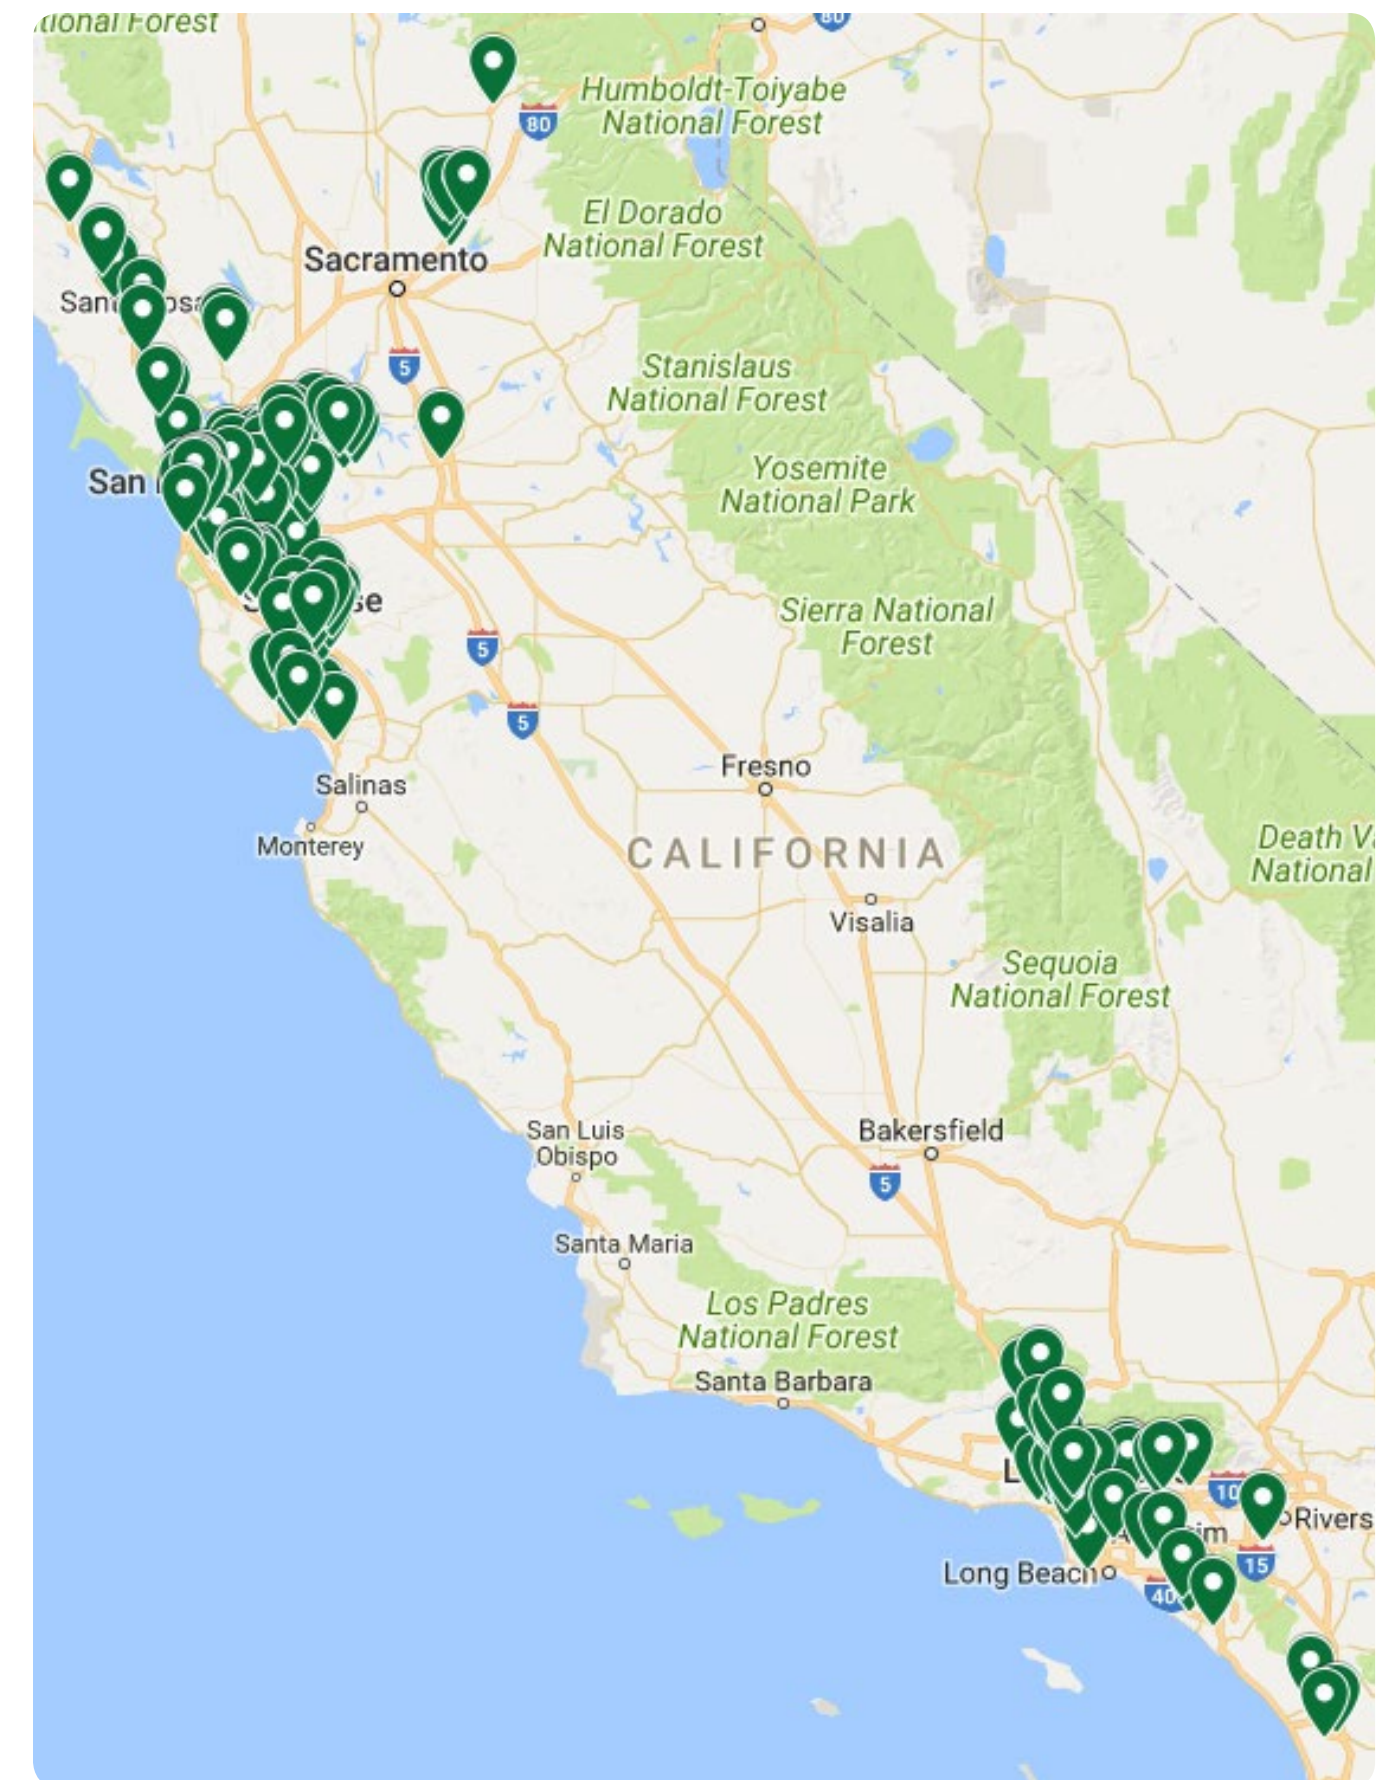 tional Forest
80
Humboldt-Toiyabe
National Forest
80
El Dorado
National Forest
Sacramento
5
Stanislaus
National Forest
San
Yosemite
National Park
Sierra National
Forest
5
5
Fresno
Salinas
Monterey
CALIFORNIA
Death Va
National
Visalia
Sequoia
National Forest
San Luis
Obispo
Bakersfield
5
Santa Maria
Los Padres
National Forest
Santa Barbara
10
Rivers
15
Long Beach
40